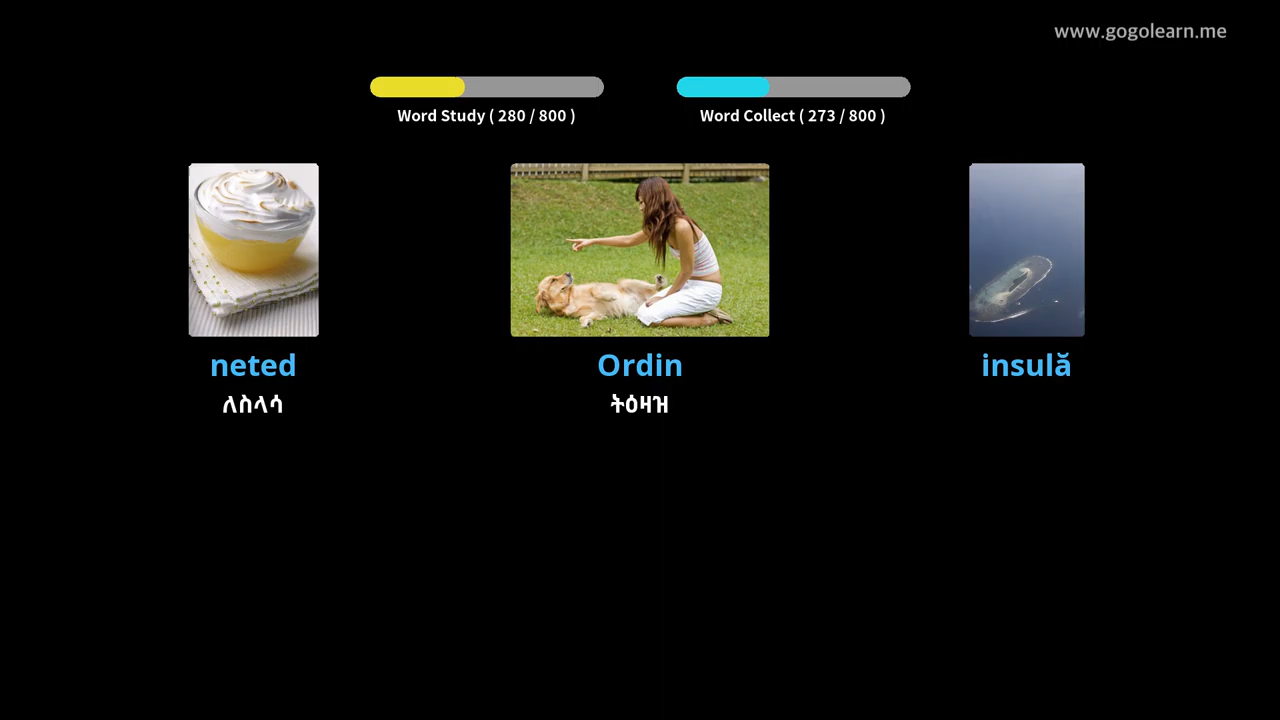 www.gogolearn.me
Word Study ( 280 / 800 )
Word Collect ( 273 / 800 )
neted
Ordin
insulă
ለስላሳ
ትዕዛዝ